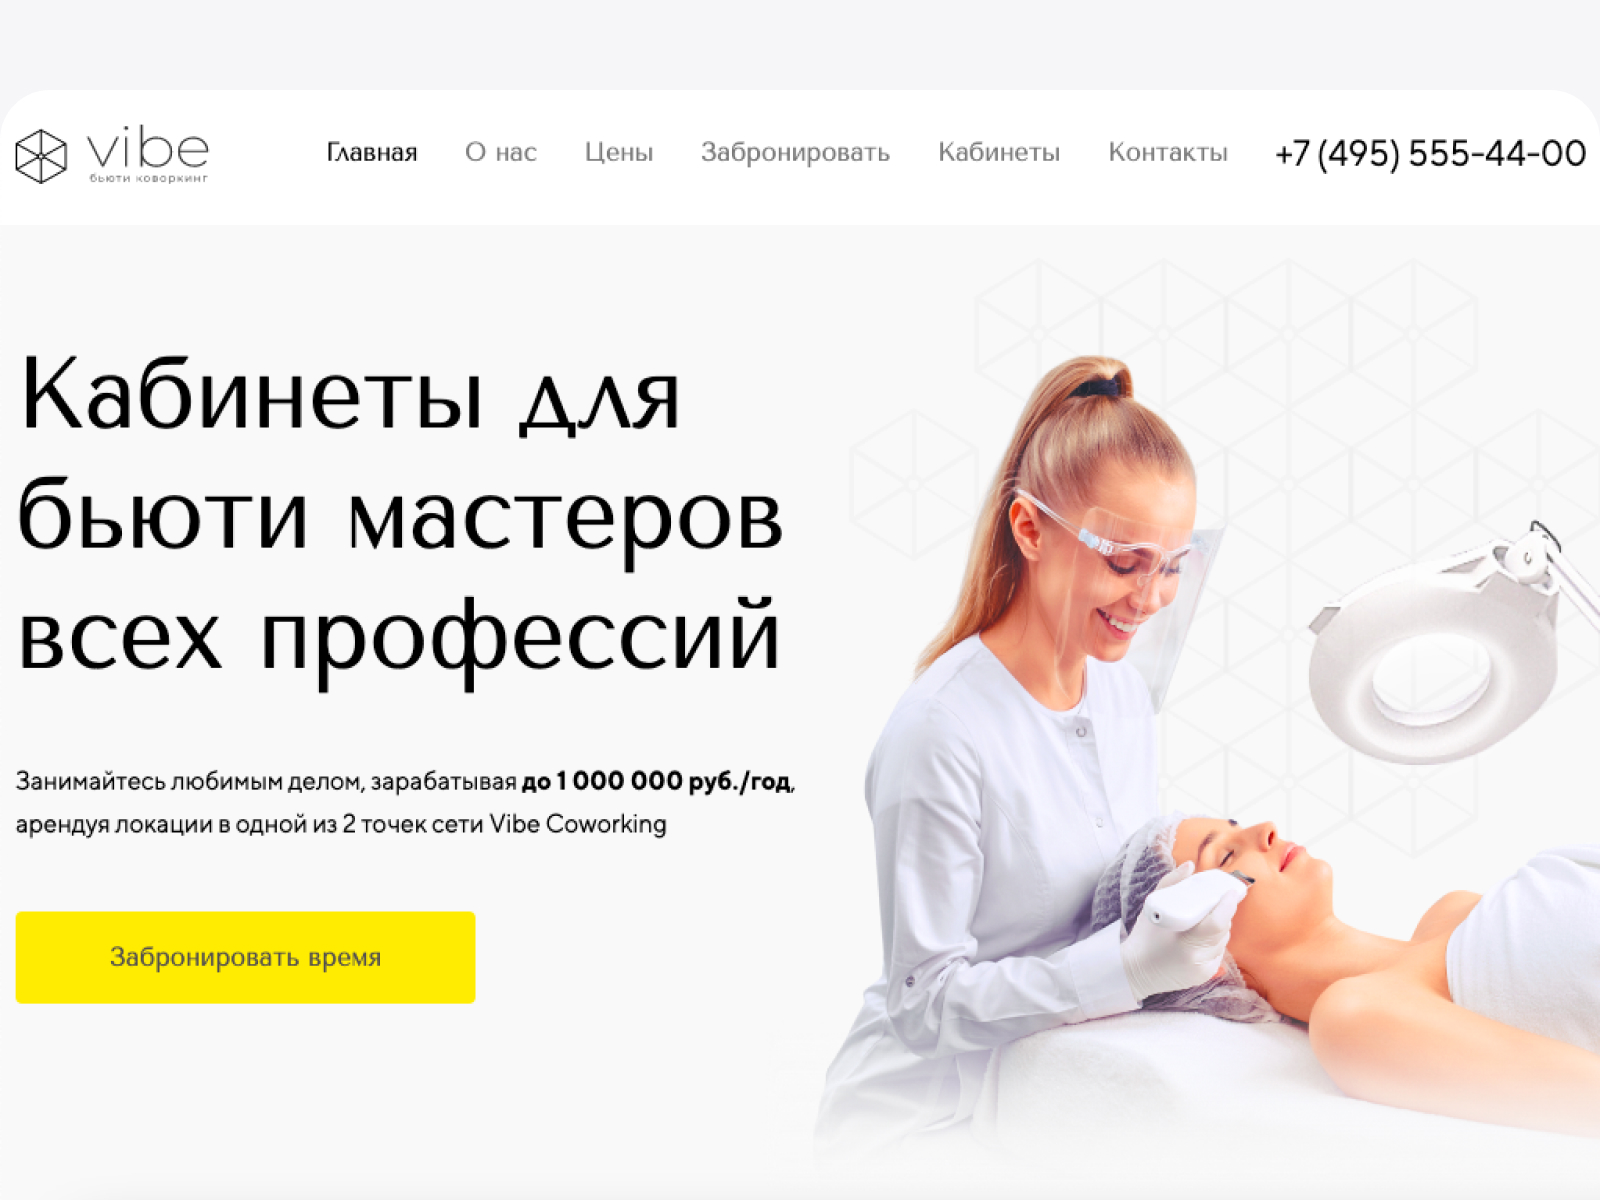 vibe
бьюти коворкинг
Главная
О нас
Цены
Забронировать
Кабинеты
Контакты
+7 (495) 555-44-00
Кабинеты для
бьюти мастеров
всех профессий
Занимайтесь любимым делом, зарабатывая до 1 000 000 руб./год,
арендуя локации в одной из 2 точек сети Vibe Coworking
Забронировать время